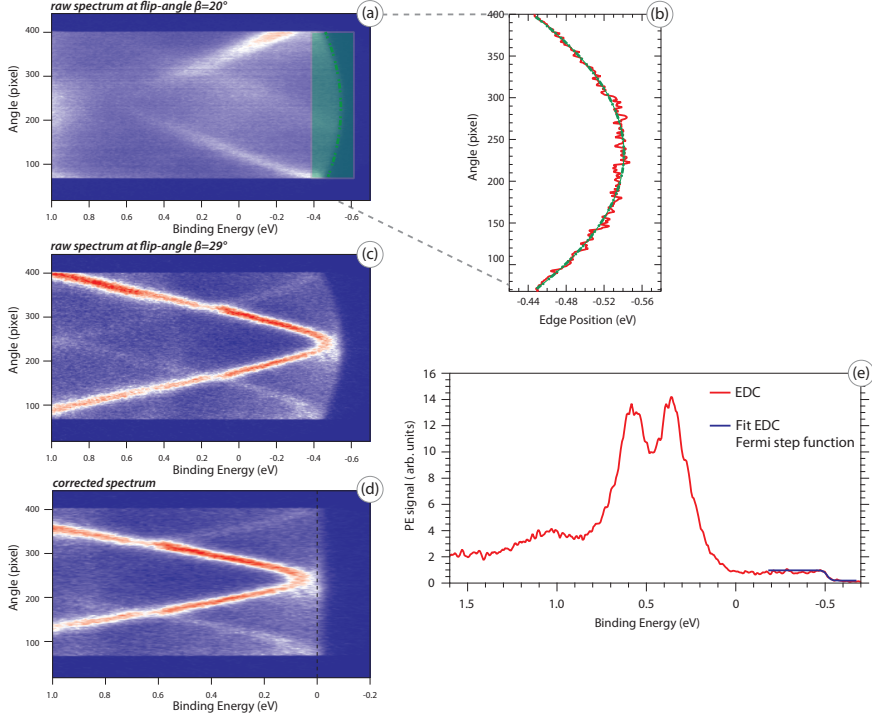 raw spectrum at flip-angle β=20°
(a)
400
300
200
100
Angle (pixel)
1.0 0.8 0.6 0.4 0.2 0 -0.2 -0.4 -0.6
Binding Energy (eV)
(b)
400
350
300
250
200
150
100
Angle (pixel)
-0.44 -0.48 -0.52 -0.56
Edge Position (eV)
raw spectrum at flip-angle β=29°
(c)
400
300
200
100
Angle (pixel)
1.0 0.8 0.6 0.4 0.2 0 -0.2 -0.4 -0.6
Binding Energy (eV)
corrected spectrum
(d)
400
300
200
100
Angle (pixel)
1.0 0.8 0.6 0.4 0.2 0 -0.2
Binding Energy (eV)
(e)
16
14
12
10
8
6
4
2
0
PE signal ( arb. units)
EDC
Fit EDC
Fermi step function
1.5 1.0 0.5 0 -0.5
Binding Energy (eV)